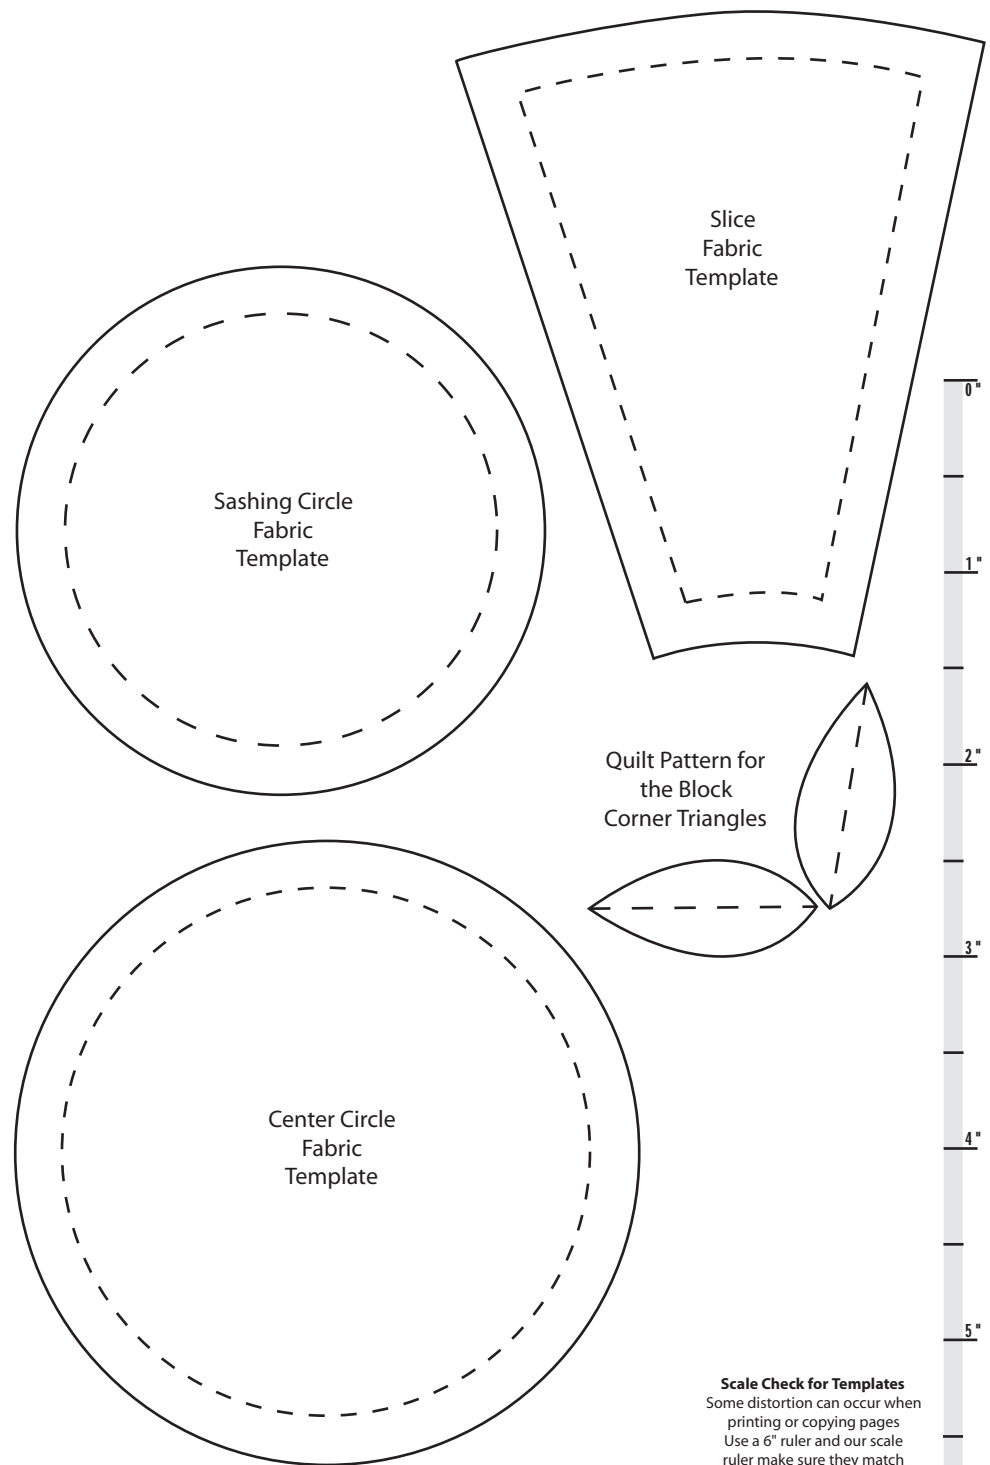 Slice
Fabric
Template
Sashing Circle
Fabric
Template
Quilt Pattern for
the Block
Corner Triangles
Center Circle
Fabric
Template
0"
1"
2"
3"
4"
5"
Scale Check for Templates
Some distortion can occur when
printing or copying pages
Use a 6" ruler and our scale
ruler make sure they match